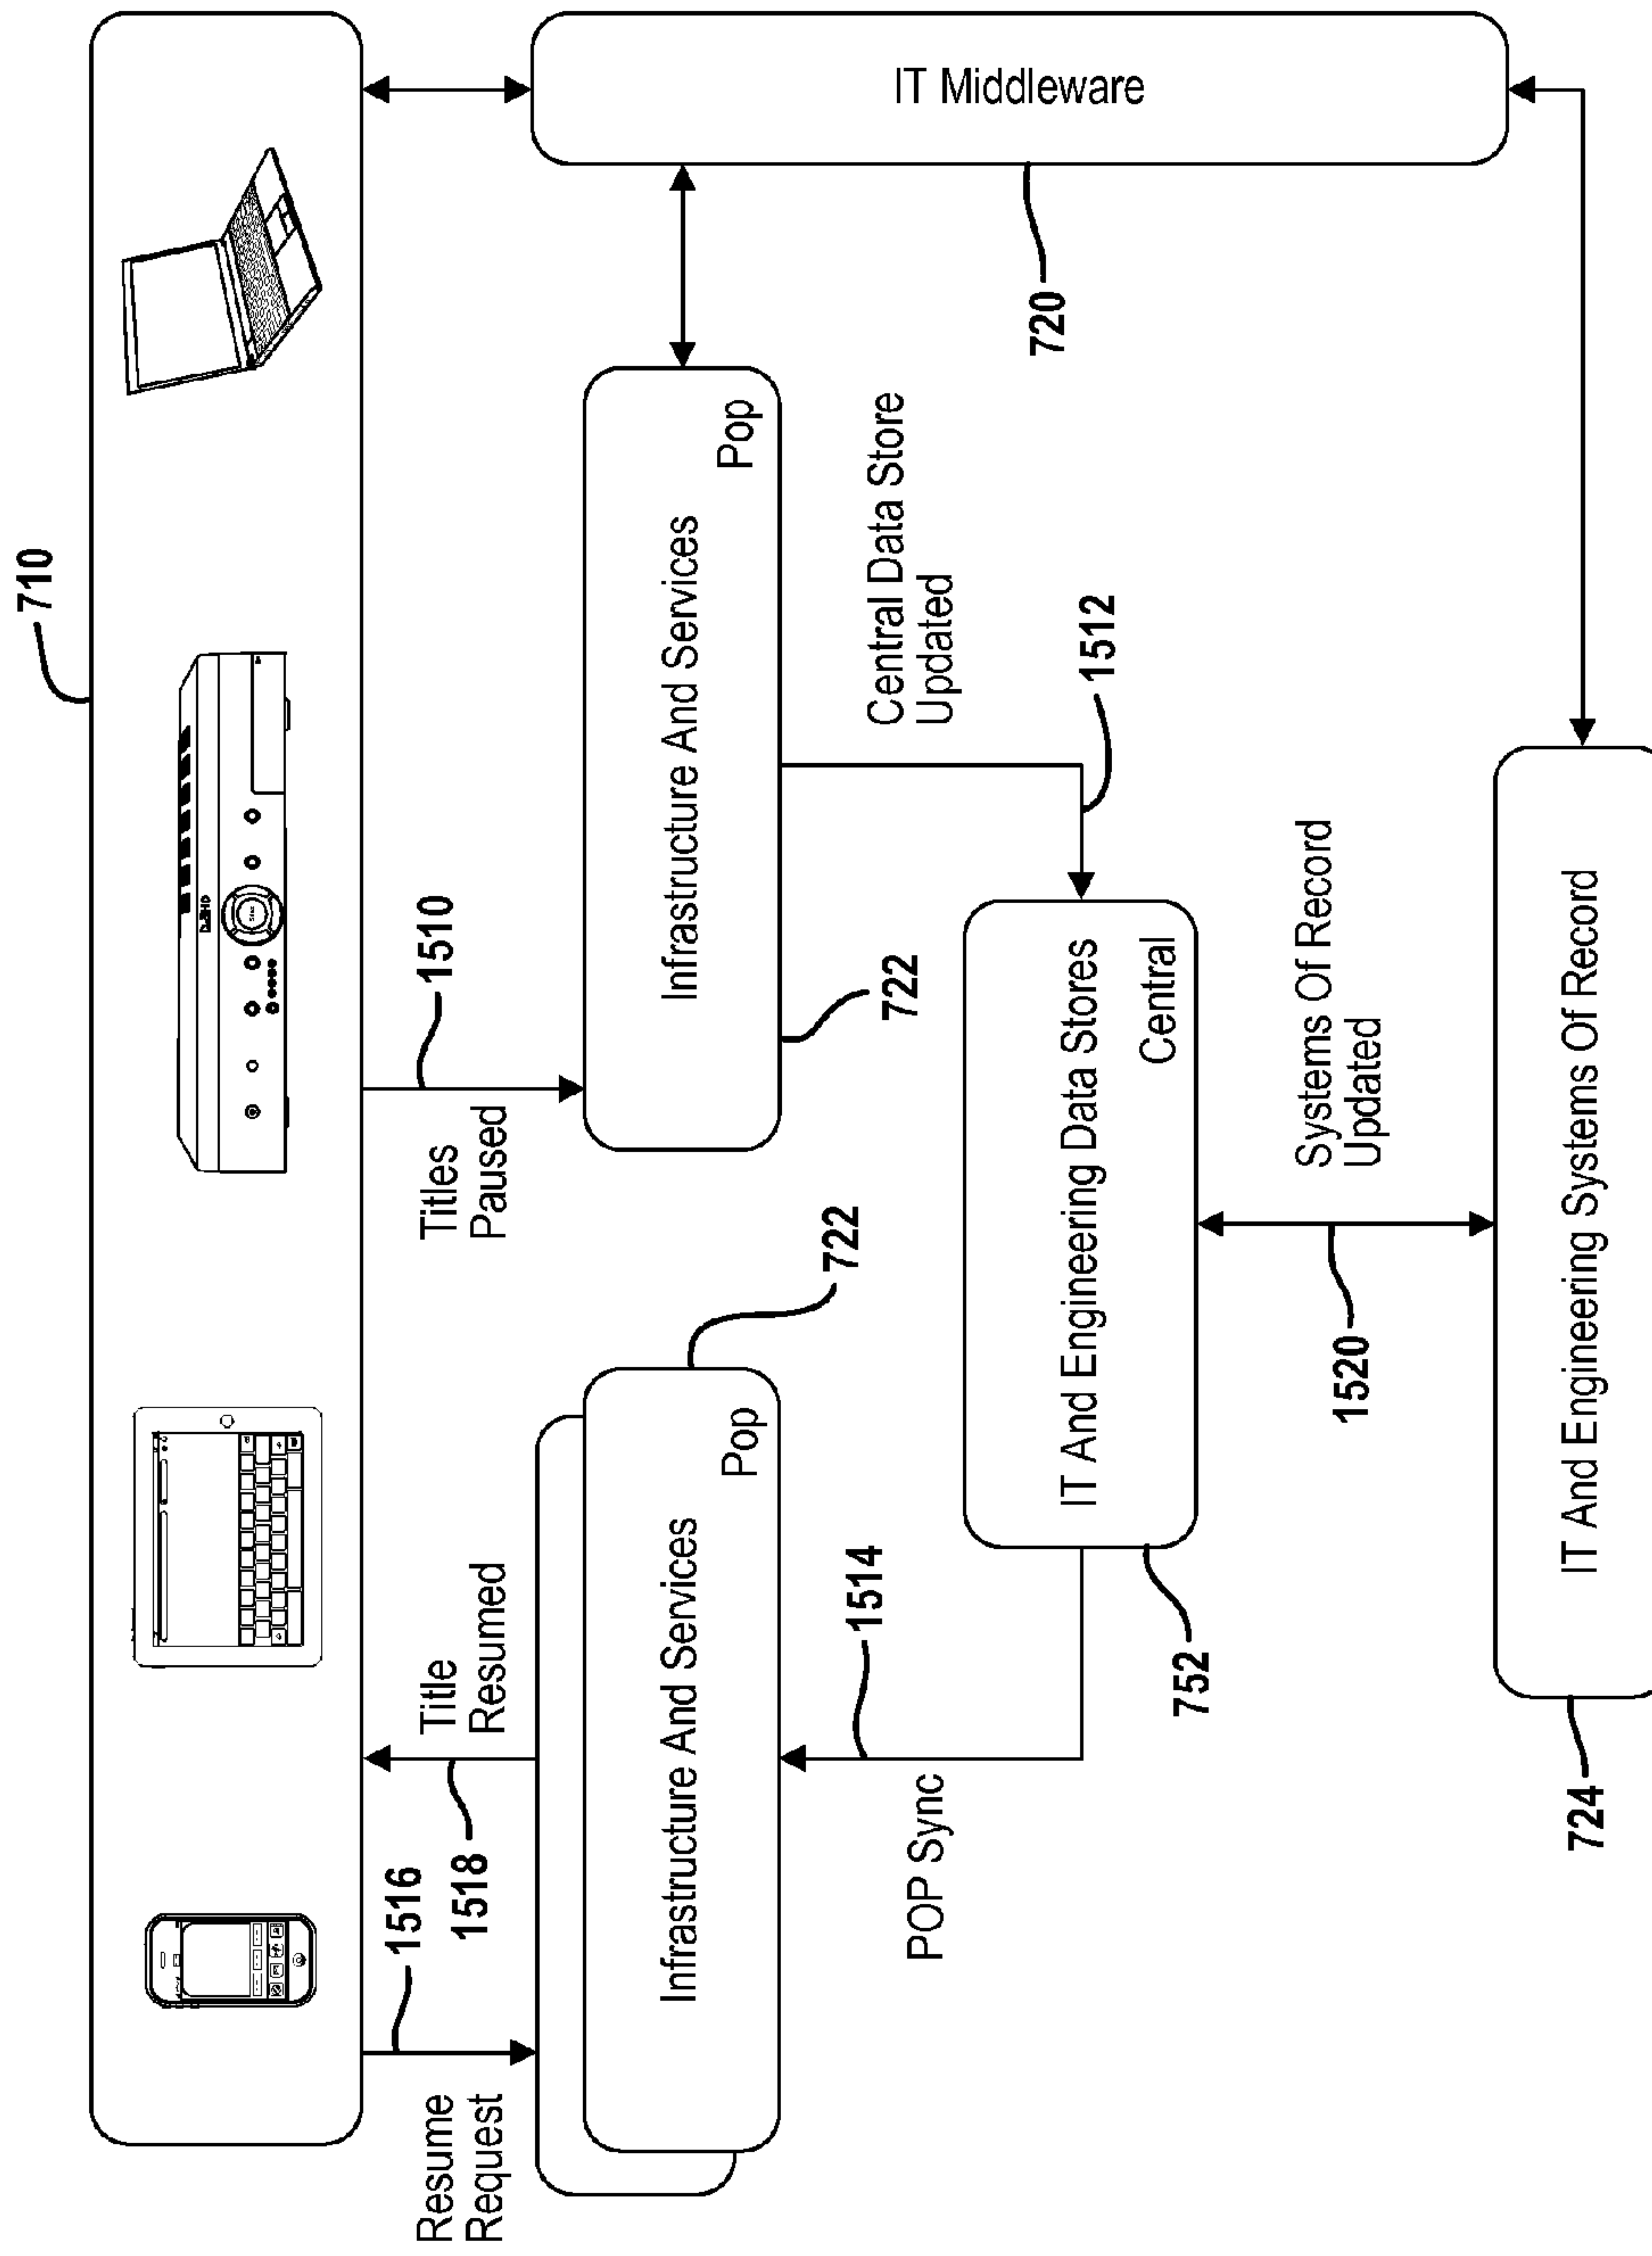 710
Resume
Request
1516
1518
Title
Resumed
Titles
Paused
1510
Infrastructure And Services
Pop
722
Infrastructure And Services
Pop
722
IT Middleware
720
POP Sync
1514
Central Data Store
Updated
1512
IT And Engineering Data Stores
Central
752
1520
Systems Of Record
Updated
IT And Engineering Systems Of Record
724